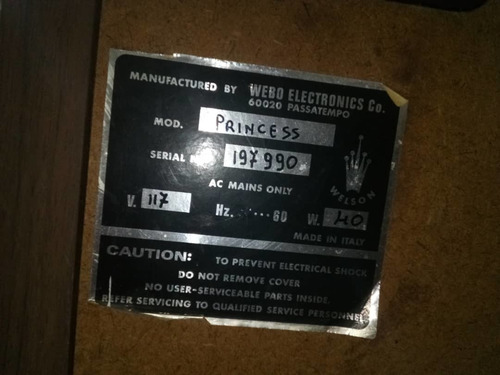 MANUFACTURED BY WEBO ELECTRONICS Co.
60020 PASSATEMPO
MOD. PRINCESS
SERIAL N. 197990
WELSON
AC MAINS ONLY
V. 117 Hz. ····· 60 W. 40
MADE IN ITALY
CAUTION: TO PREVENT ELECTRICAL SHOCK
DO NOT REMOVE COVER
NO USER-SERVICEABLE PARTS INSIDE.
REFER SERVICING TO QUALIFIED SERVICE PERSONNEL